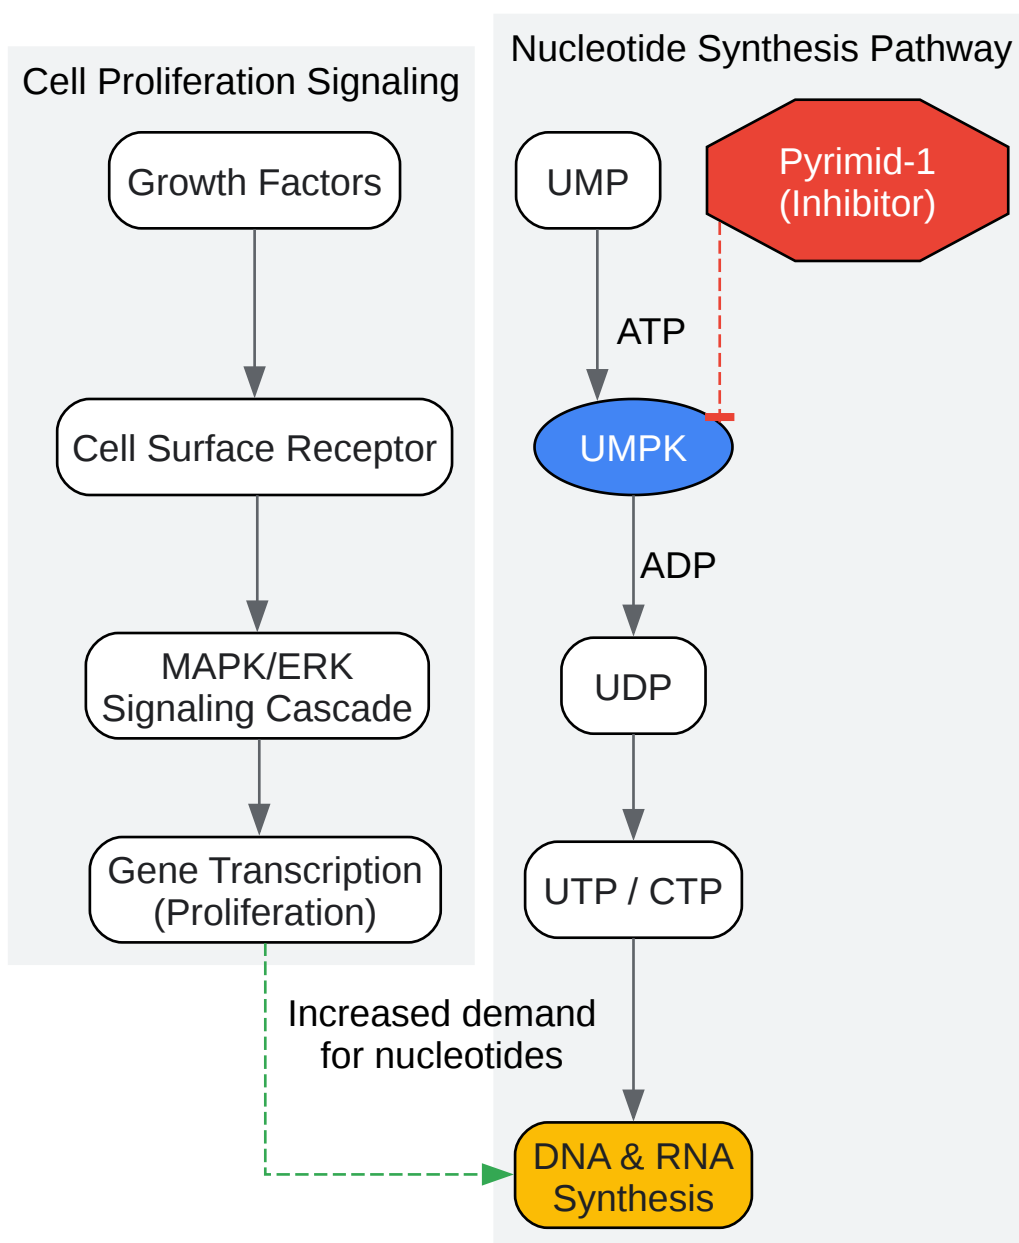 Cell Proliferation Signaling
Growth Factors
Cell Surface Receptor
MAPK/ERK
Signaling Cascade
Gene Transcription
(Proliferation)
Increased demand
for nucleotides
Nucleotide Synthesis Pathway
UMP
Pyrimid-1
(Inhibitor)
ATP
UMPK
ADP
UDP
UTP / CTP
DNA & RNA
Synthesis